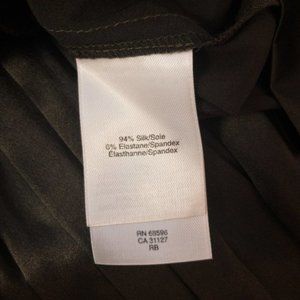 94% Silk/Soie
6% Elastane/Spandex
Élasthanne/Spandex
RN 68596
CA 31127
RB